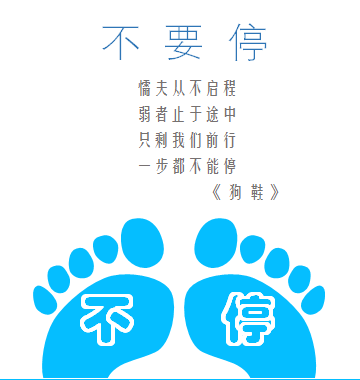 不要停
懦夫从不启程
弱者止于途中
只剩我们前行
一步都不能停
《狗鞋》
不 停